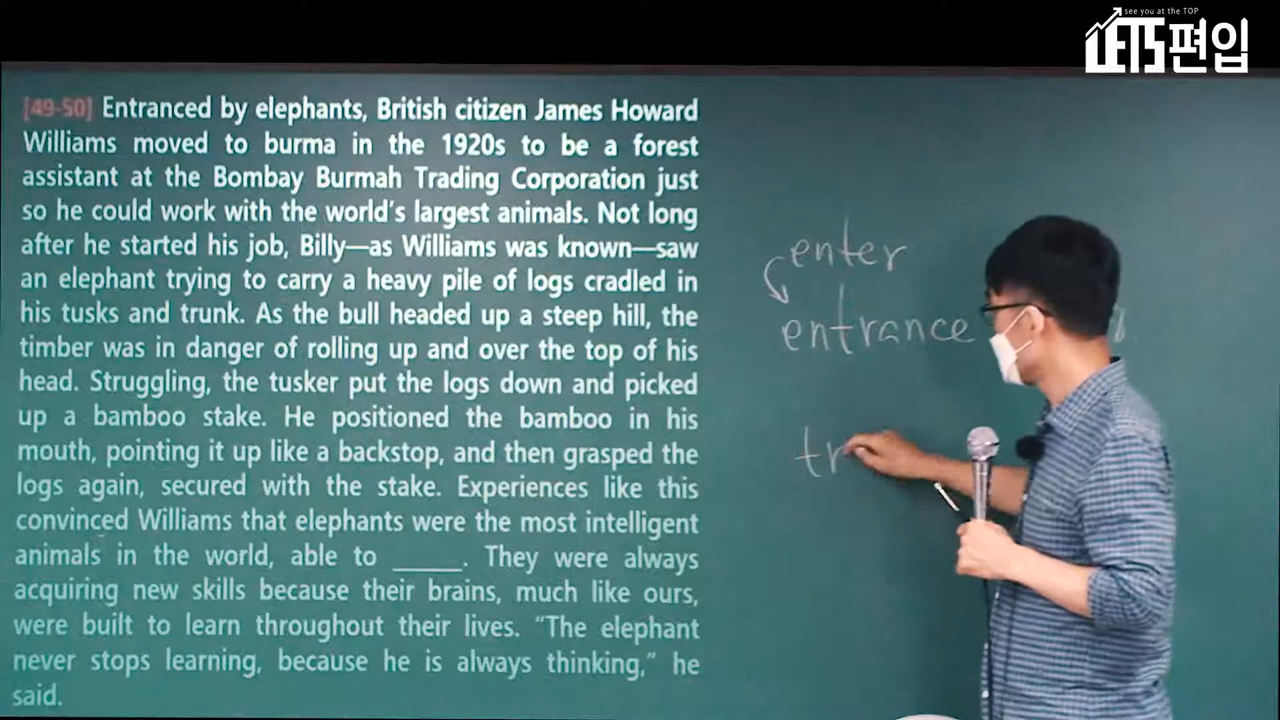 see you at the TOP
LETS편입
[49-50] Entranced by elephants, British citizen James Howard
Williams moved to burma in the 1920s to be a forest
assistant at the Bombay Burmah Trading Corporation just
so he could work with the world's largest animals. Not long
after he started his job, Billy—as Williams was known—saw
an elephant trying to carry a heavy pile of logs cradled in
his tusks and trunk. As the bull headed up a steep hill, the
timber was in danger of rolling up and over the top of his
head. Struggling, the tusker put the logs down and picked
up a bamboo stake. He positioned the bamboo in his
mouth, pointing it up like a backstop, and then grasped the
logs again, secured with the stake. Experiences like this
convinced Williams that elephants were the most intelligent
animals in the world, able to _____. They were always
acquiring new skills because their brains, much like ours,
were built to learn throughout their lives. “The elephant
never stops learning, because he is always thinking,” he
said.
enter
entrance
tr